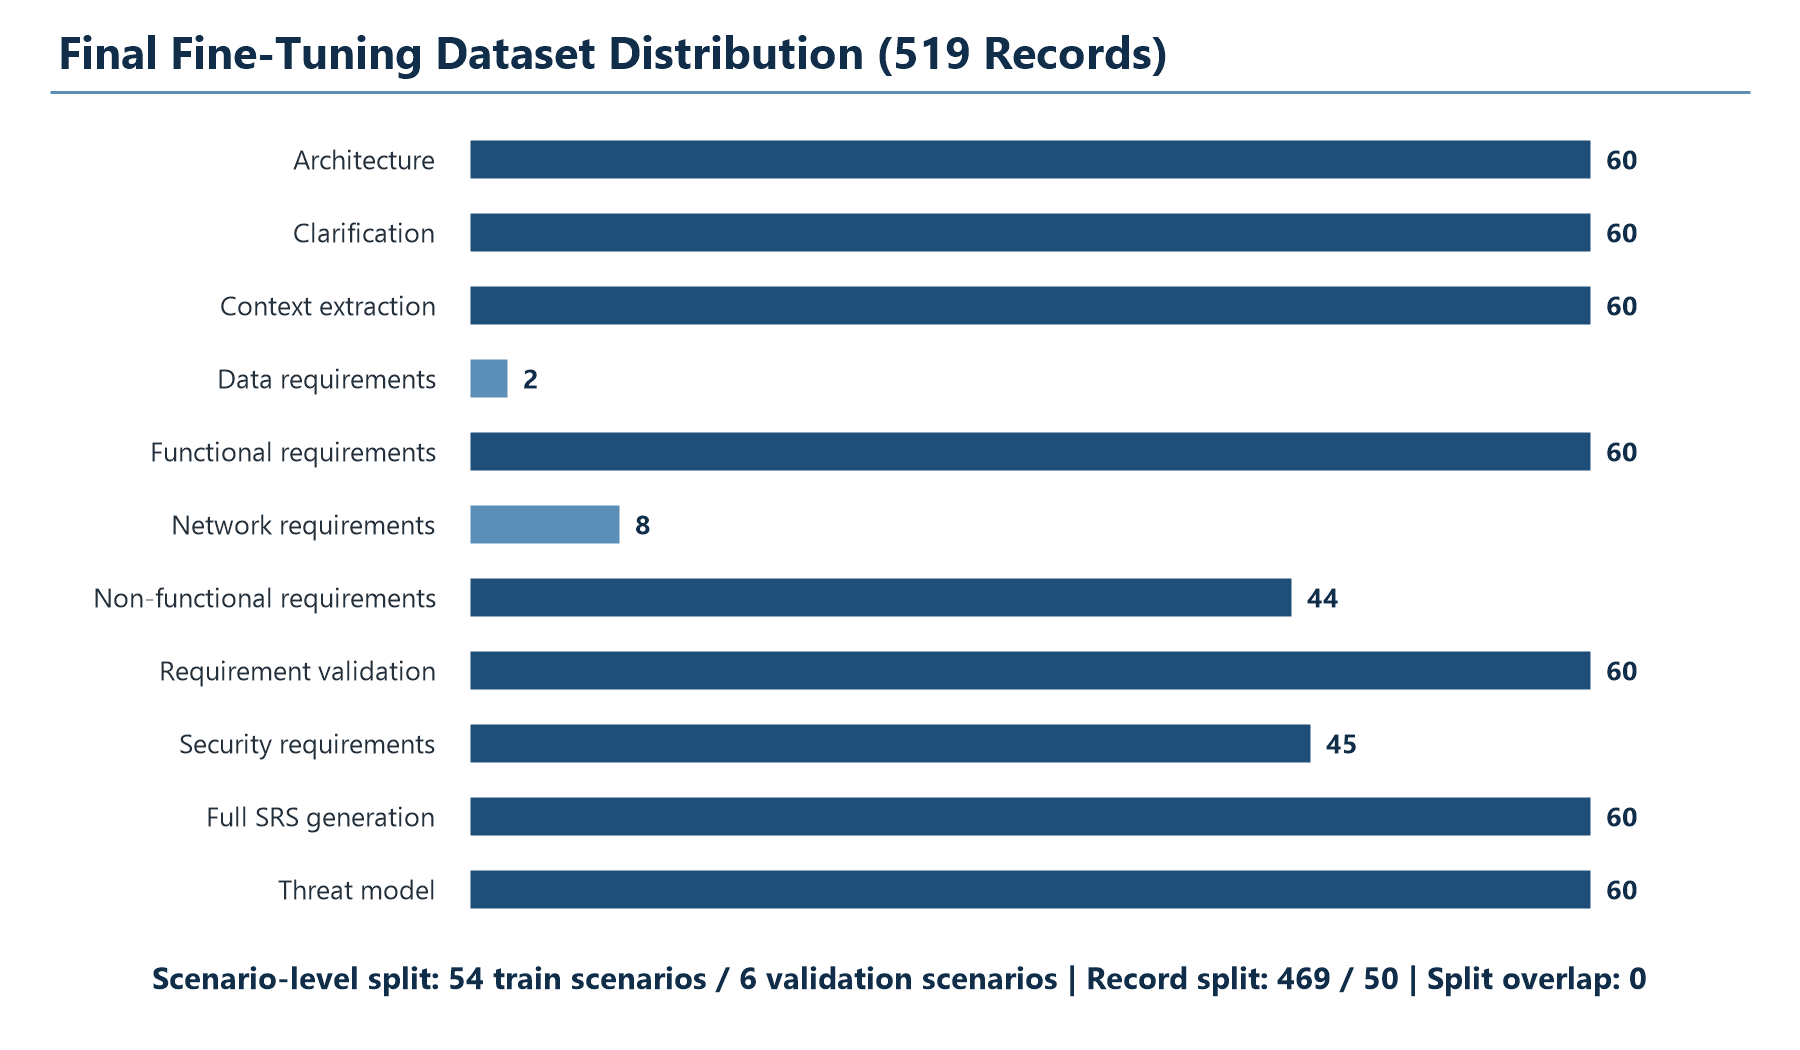 Final Fine-Tuning Dataset Distribution (519 Records)
Architecture 60
Clarification 60
Context extraction 60
Data requirements 2
Functional requirements 60
Network requirements 8
Non-functional requirements 44
Requirement validation 60
Security requirements 45
Full SRS generation 60
Threat model 60
Scenario-level split: 54 train scenarios / 6 validation scenarios | Record split: 469 / 50 | Split overlap: 0